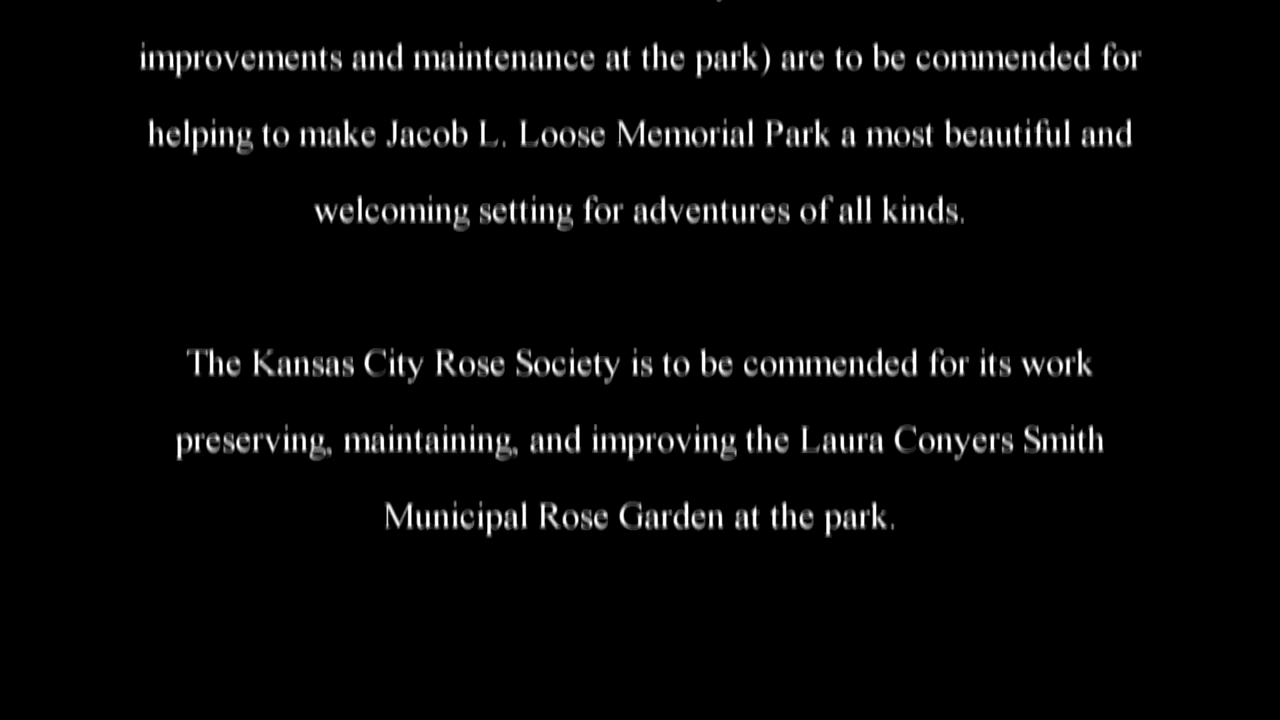 improvements and maintenance at the park) are to be commended for
helping to make Jacob L. Loose Memorial Park a most beautiful and
welcoming setting for adventures of all kinds.
The Kansas City Rose Society is to be commended for its work
preserving, maintaining, and improving the Laura Conyers Smith
Municipal Rose Garden at the park.